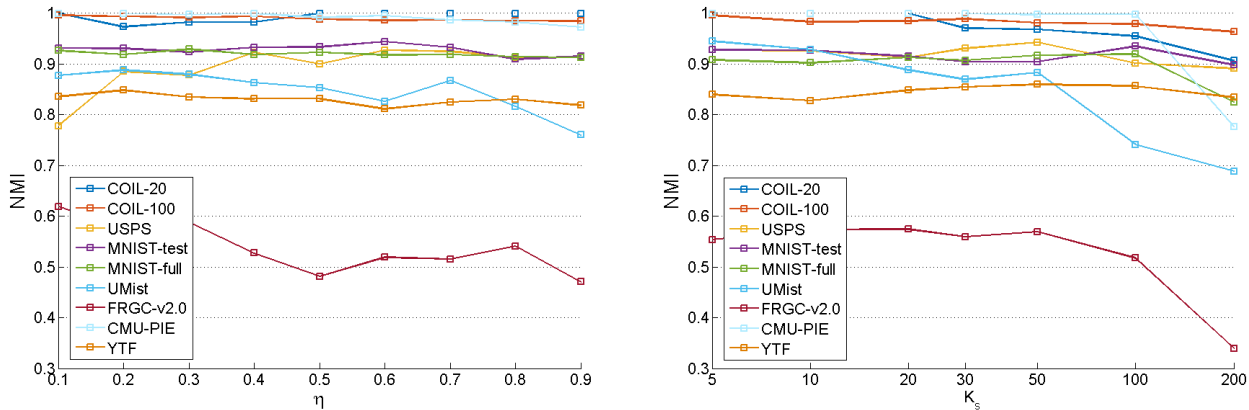 1
0.9
0.8
0.7
0.6
0.5
0.4
0.3
NMI
COIL-20
COIL-100
USPS
MNIST-test
MNIST-full
UMist
FRGC-v2.0
CMU-PIE
YTF
0.1 0.2 0.3 0.4 0.5 0.6 0.7 0.8 0.9
η
1
0.9
0.8
0.7
0.6
0.5
0.4
0.3
NMI
COIL-20
COIL-100
USPS
MNIST-test
MNIST-full
UMist
FRGC-v2.0
CMU-PIE
YTF
5 10 20 30 50 100 200
K_s